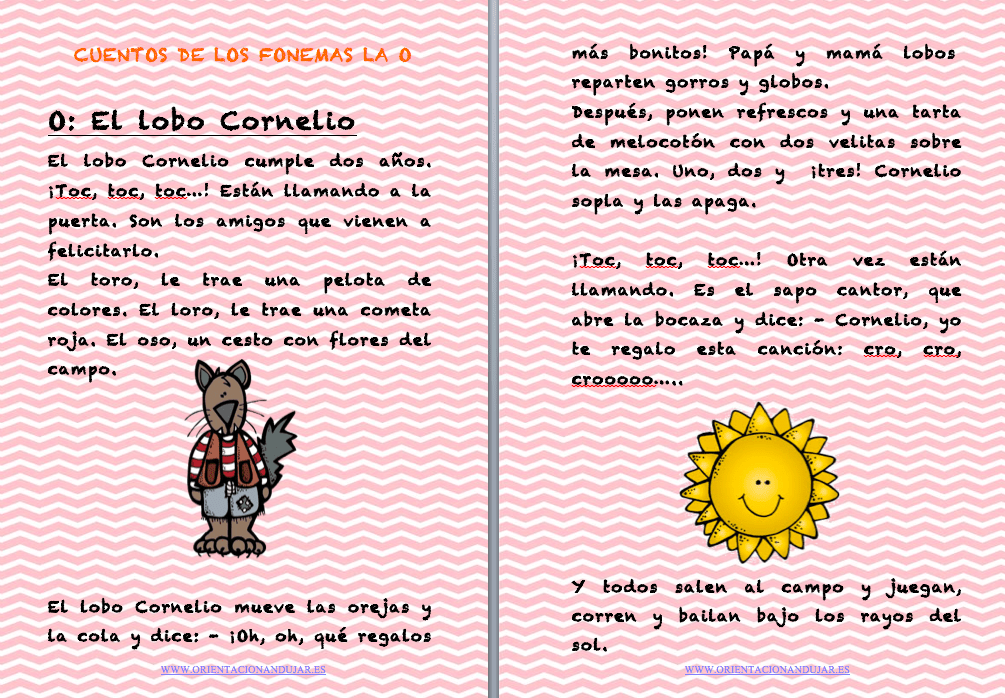 CUENTOS DE LOS FONEMAS LA O
O: El lobo Cornelio
El lobo Cornelio cumple dos años.
¡Toc, toc, toc…! Están llamando a la
puerta. Son los amigos que vienen a
felicitarlo.
El toro, le trae una pelota de
colores. El loro, le trae una cometa
roja. El oso, un cesto con flores del
campo.
El lobo Cornelio mueve las orejas y
la cola y dice: - ¡Oh, oh, qué regalos
WWW.ORIENTACIONANDUJAR.ES
más bonitos! Papá y mamá lobos
reparten gorros y globos.
Después, ponen refrescos y una tarta
de melocotón con dos velitas sobre
la mesa. Uno, dos y ¡tres! Cornelio
sopla y las apaga.
¡Toc, toc, toc…! Otra vez están
llamando. Es el sapo cantor, que
abre la bocaza y dice: - Cornelio, yo
te regalo esta canción: cro, cro,
crooooo…..
Y todos salen al campo y juegan,
corren y bailan bajo los rayos del
sol.
WWW.ORIENTACIONANDUJAR.ES